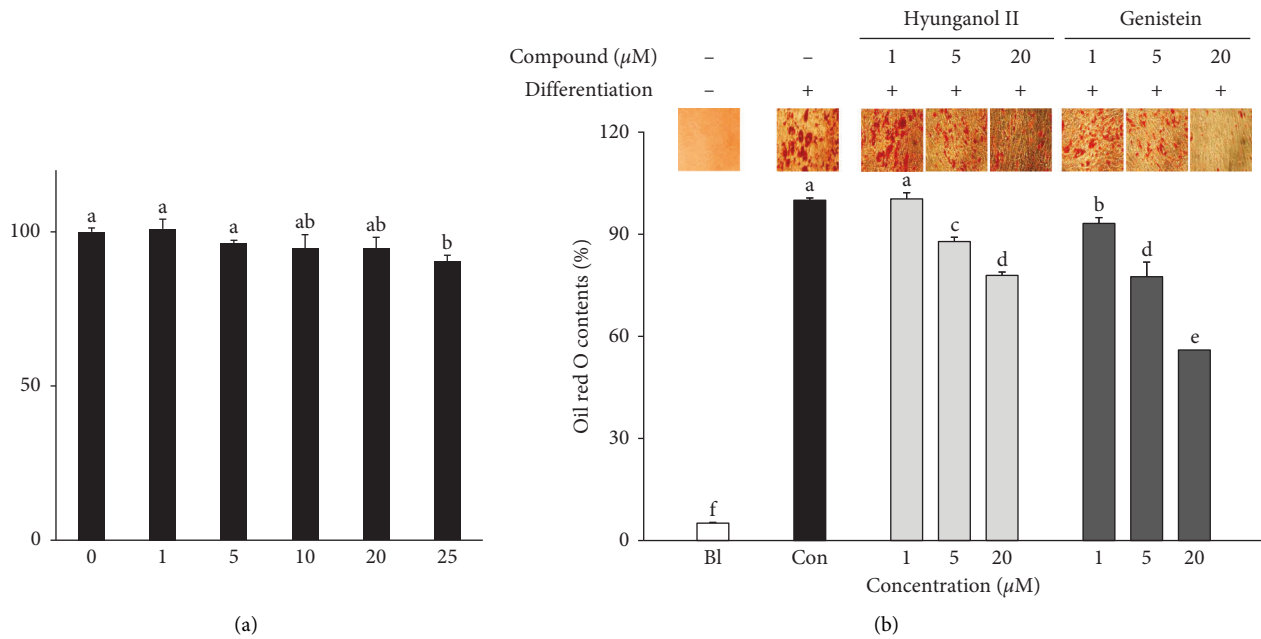 100
50
0
a
a
a
ab
ab
b
0 1 5 10 20 25
(a)
Hyunganol II Genistein
Compound (μM) – – 1 5 20 1 5 20
Differentiation – + + + + + + +
Oil red O contents (%)
120
90
60
30
0
f
a
a
c
d
b
d
e
Bl Con 1 5 20 1 5 20
Concentration (μM)
(b)